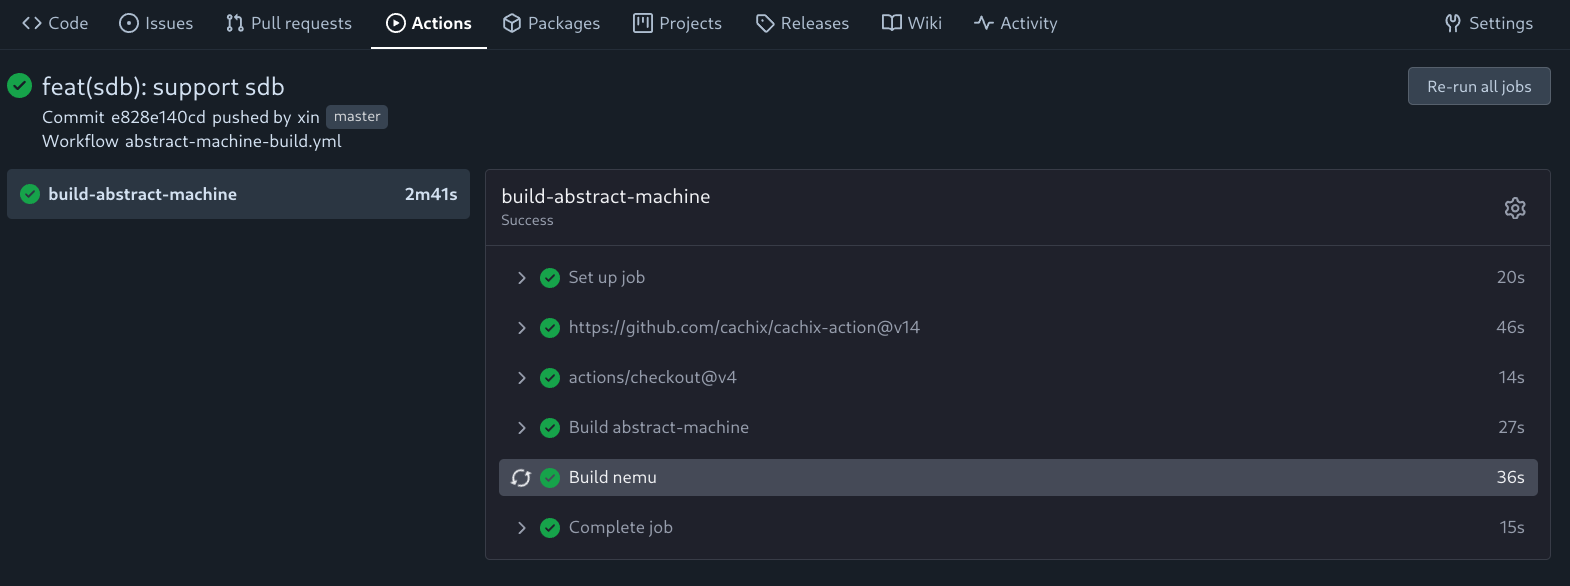 Code Issues Pull requests Actions Packages Projects Releases Wiki Activity Settings
feat(sdb): support sdb
Re-run all jobs
Commit e828e140cd pushed by xin master
Workflow abstract-machine-build.yml
build-abstract-machine 2m41s
build-abstract-machine
Success
Set up job 20s
https://github.com/cachix/cachix-action@v14 46s
actions/checkout@v4 14s
Build abstract-machine 27s
Build nemu 36s
Complete job 15s